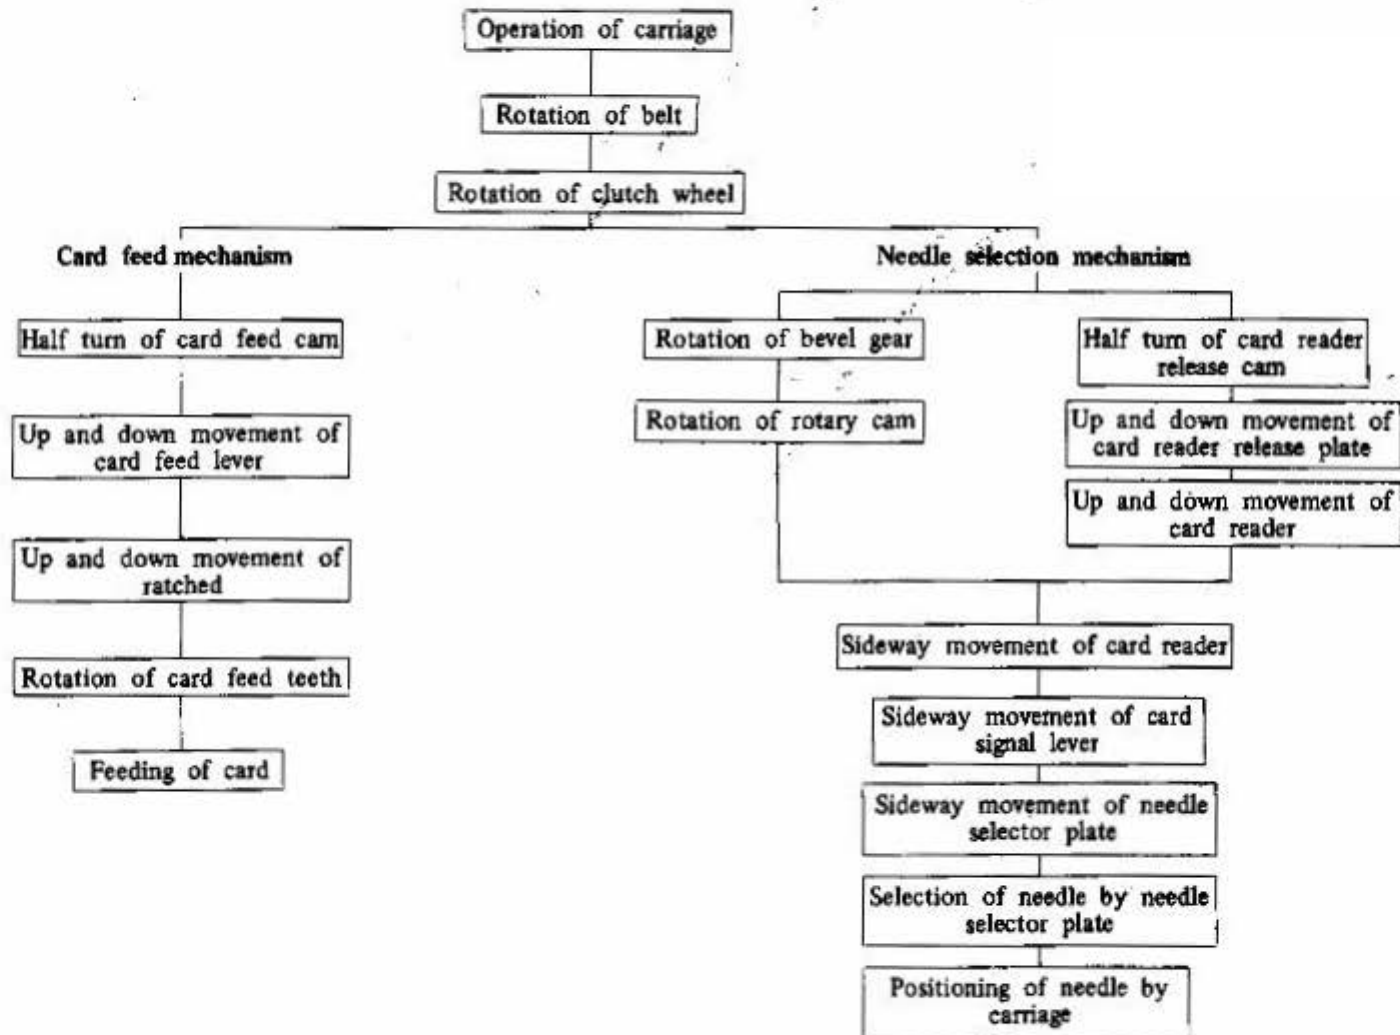 Operation of carriage
Rotation of belt
Rotation of clutch wheel
Card feed mechanism
Half turn of card feed cam
Up and down movement of
card feed lever
Up and down movement of
ratched
Rotation of card feed teeth
Feeding of card
Needle selection mechanism
Rotation of bevel gear
Rotation of rotary cam
Half turn of card reader
release cam
Up and down movement of
card reader release plate
Up and down movement of
card reader
Sideway movement of card reader
Sideway movement of card
signal lever
Sideway movement of needle
selector plate
Selection of needle by needle
selector plate
Positioning of needle by
carriage